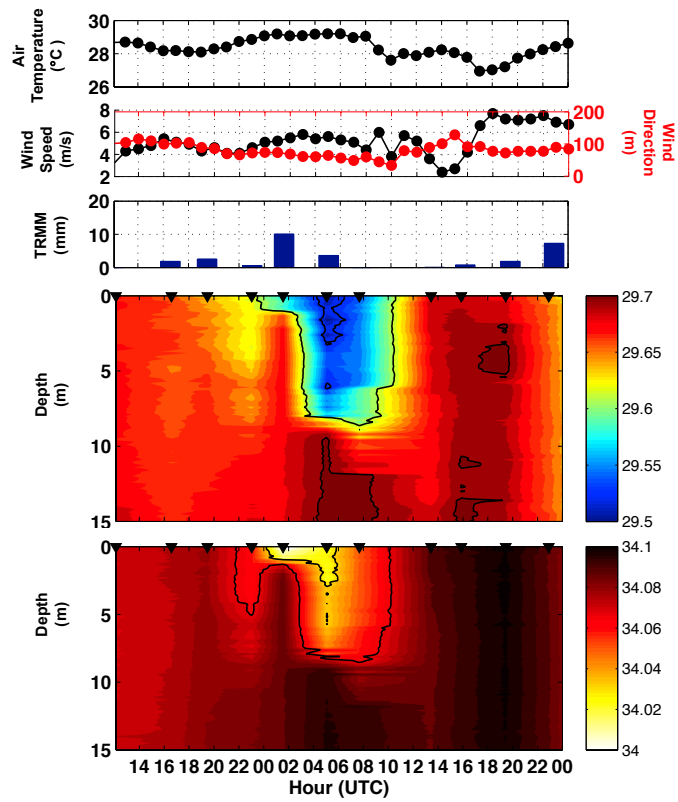 30
28
26
Air
Temperature
(°C)
8
6
4
2
Wind
Speed
(m/s)
200
100
0
Wind
Direction
(m)
20
10
0
TRMM
(mm)
0
5
10
15
Depth
(m)
29.7
29.65
29.6
29.55
29.5
0
5
10
15
Depth
(m)
34.1
34.08
34.06
34.04
34.02
34
14 16 18 20 22 00 02 04 06 08 10 12 14 16 18 20 22 00
Hour (UTC)